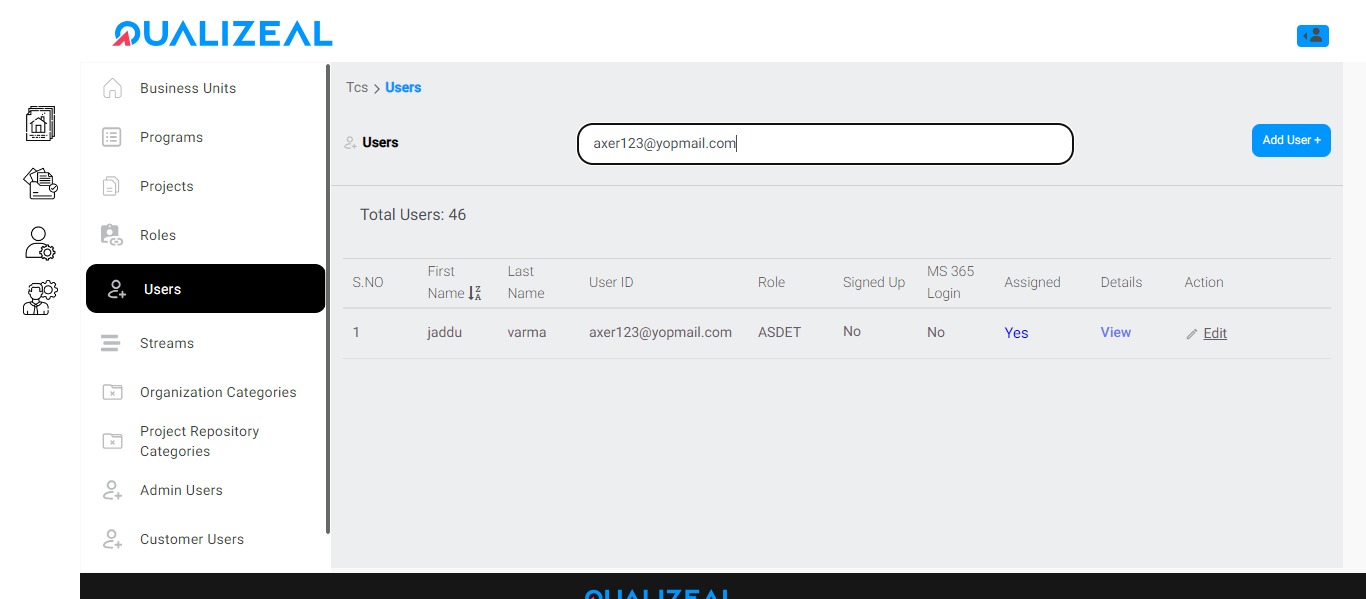 QUALIZEAL
Business Units
Programs
Projects
Roles
Users
Streams
Organization Categories
Project Repository
Categories
Admin Users
Customer Users
Tcs > Users
Users
axer123@yopmail.com
Add User +
Total Users: 46
S.NO First Name Last Name User ID Role Signed Up MS 365 Login Assigned Details Action
1 jaddu varma axer123@yopmail.com ASDET No No Yes View Edit
QUALIZEAL